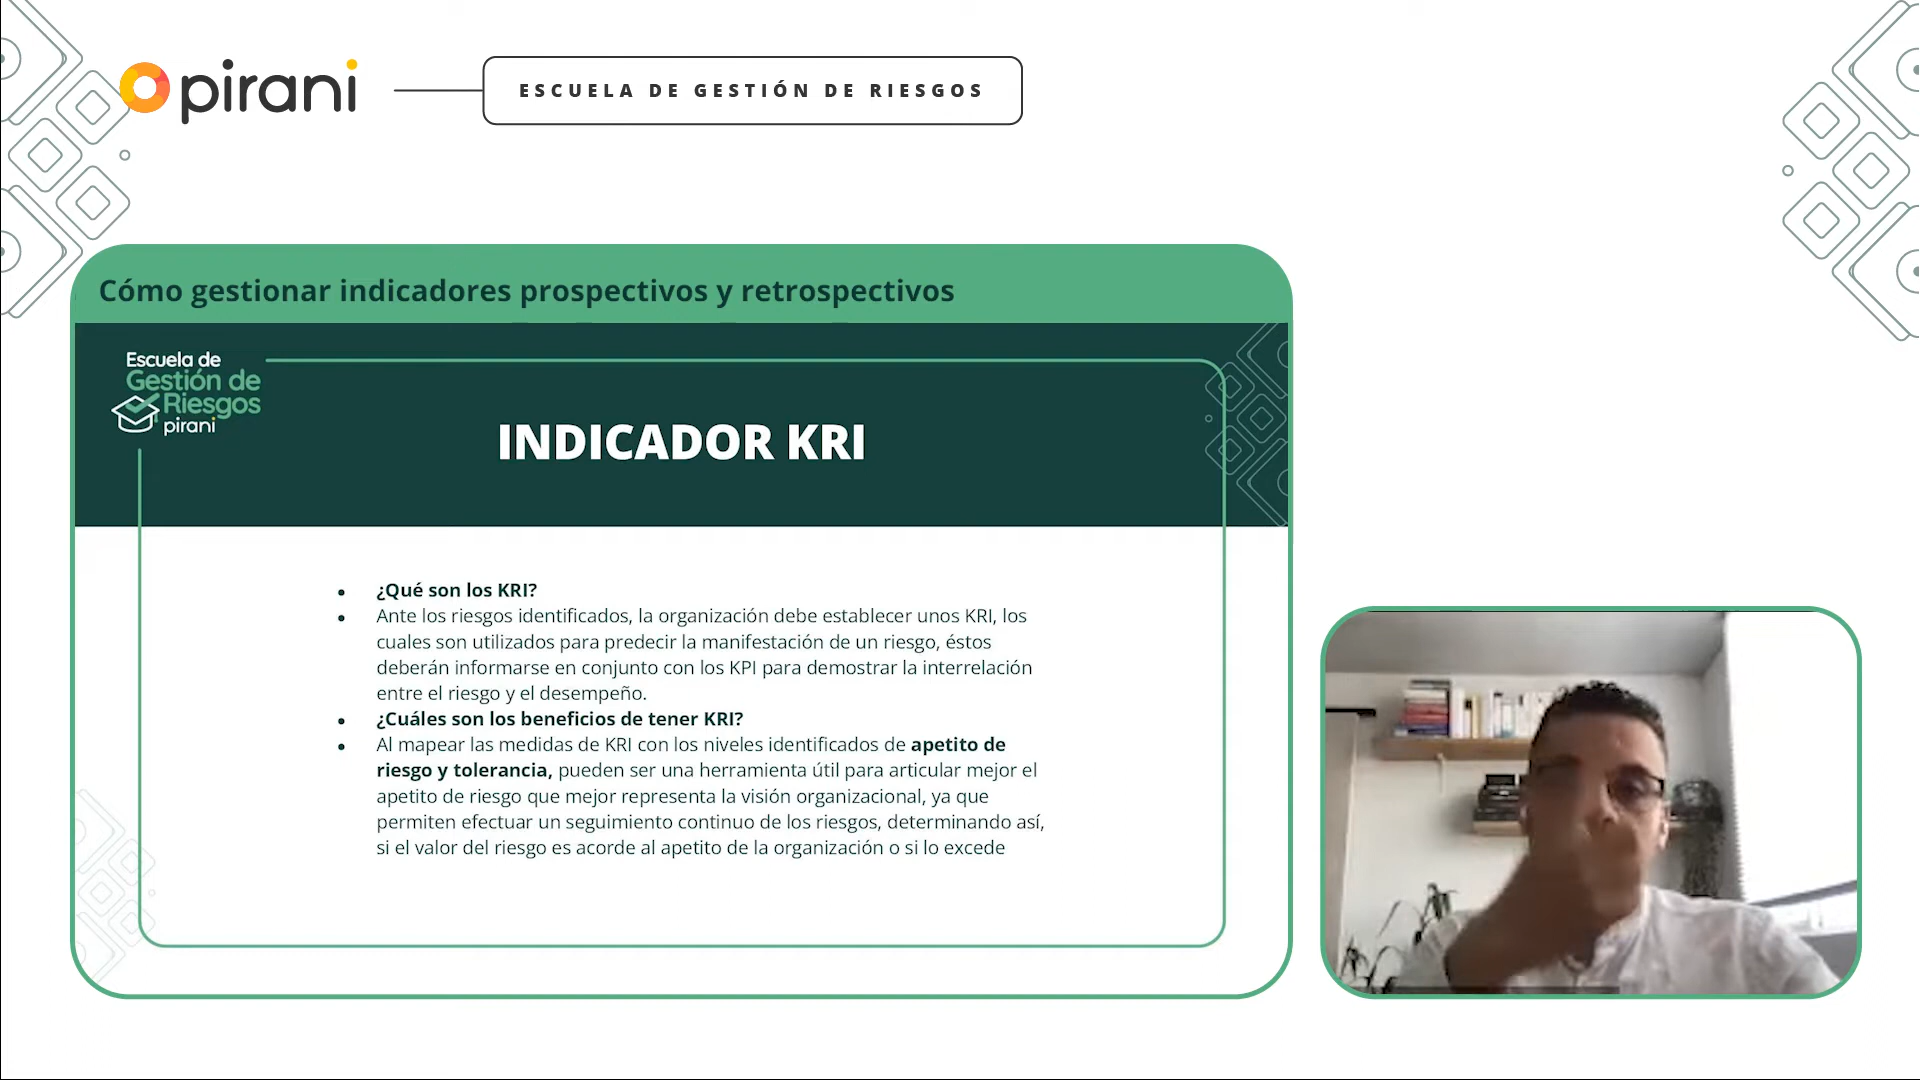 pirani
ESCUELA DE GESTIÓN DE RIESGOS
Cómo gestionar indicadores prospectivos y retrospectivos
Escuela de
Gestión de
Riesgos
pirani
INDICADOR KRI
• ¿Qué son los KRI?
• Ante los riesgos identificados, la organización debe establecer unos KRI, los
cuales son utilizados para predecir la manifestación de un riesgo, éstos
deberán informarse en conjunto con los KPI para demostrar la interrelación
entre el riesgo y el desempeño.
• ¿Cuáles son los beneficios de tener KRI?
• Al mapear las medidas de KRI con los niveles identificados de apetito de
riesgo y tolerancia, pueden ser una herramienta útil para articular mejor el
apetito de riesgo que mejor representa la visión organizacional, ya que
permiten efectuar un seguimiento continuo de los riesgos, determinando así,
si el valor del riesgo es acorde al apetito de la organización o si lo excede